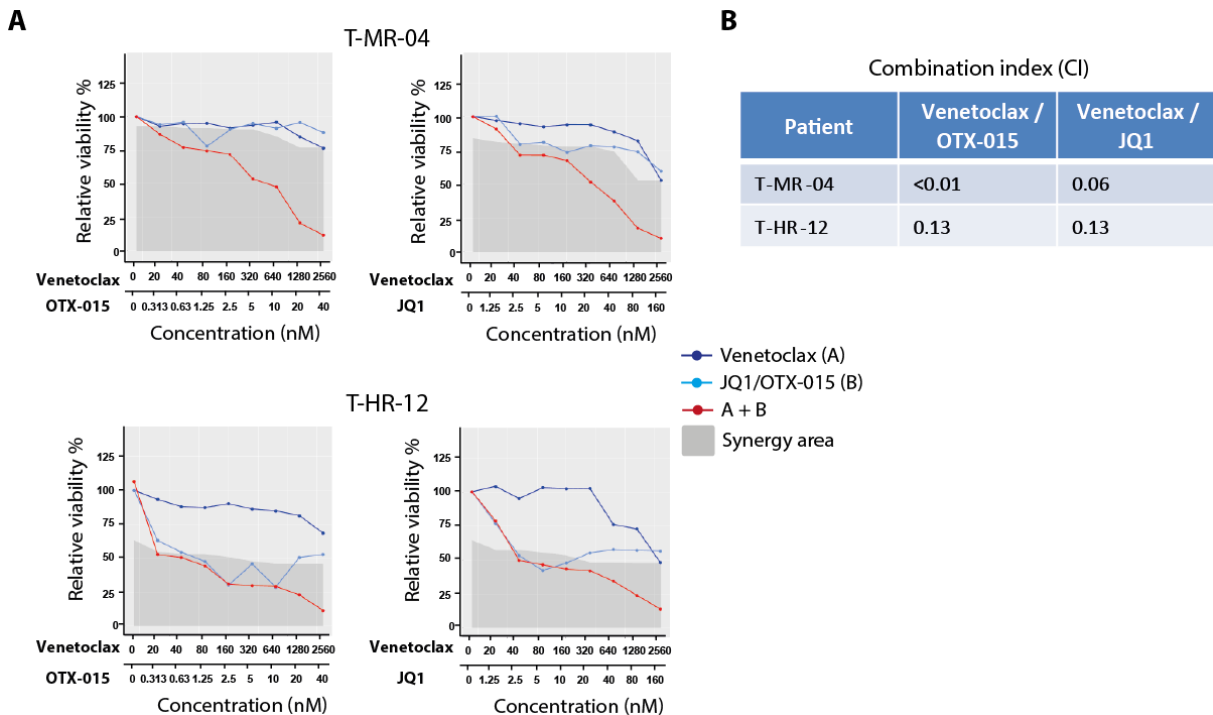 A
T-MR-04
Relative viability %
125
100
75
50
25
0
Venetoclax 0 20 40 80 160 320 640 1280 2560
OTX-015 0 0.313 0.63 1.25 2.5 5 10 20 40
Concentration (nM)
Relative viability %
125
100
75
50
25
0
Venetoclax 0 20 40 80 160 320 640 1280 2560
JQ1 0 1.25 2.5 5 10 20 40 80 160
Concentration (nM)
T-HR-12
Relative viability %
125
100
75
50
25
0
Venetoclax 0 20 40 80 160 320 640 1280 2560
OTX-015 0 0.313 0.63 1.25 2.5 5 10 20 40
Concentration (nM)
Relative viability %
125
100
75
50
25
0
Venetoclax 0 20 40 80 160 320 640 1280 2560
JQ1 0 1.25 2.5 5 10 20 40 80 160
Concentration (nM)
Venetoclax (A)
JQ1/OTX-015 (B)
A + B
Synergy area
B
Combination index (CI)
Patient Venetoclax / OTX-015 Venetoclax / JQ1
T-MR-04 <0.01 0.06
T-HR-12 0.13 0.13